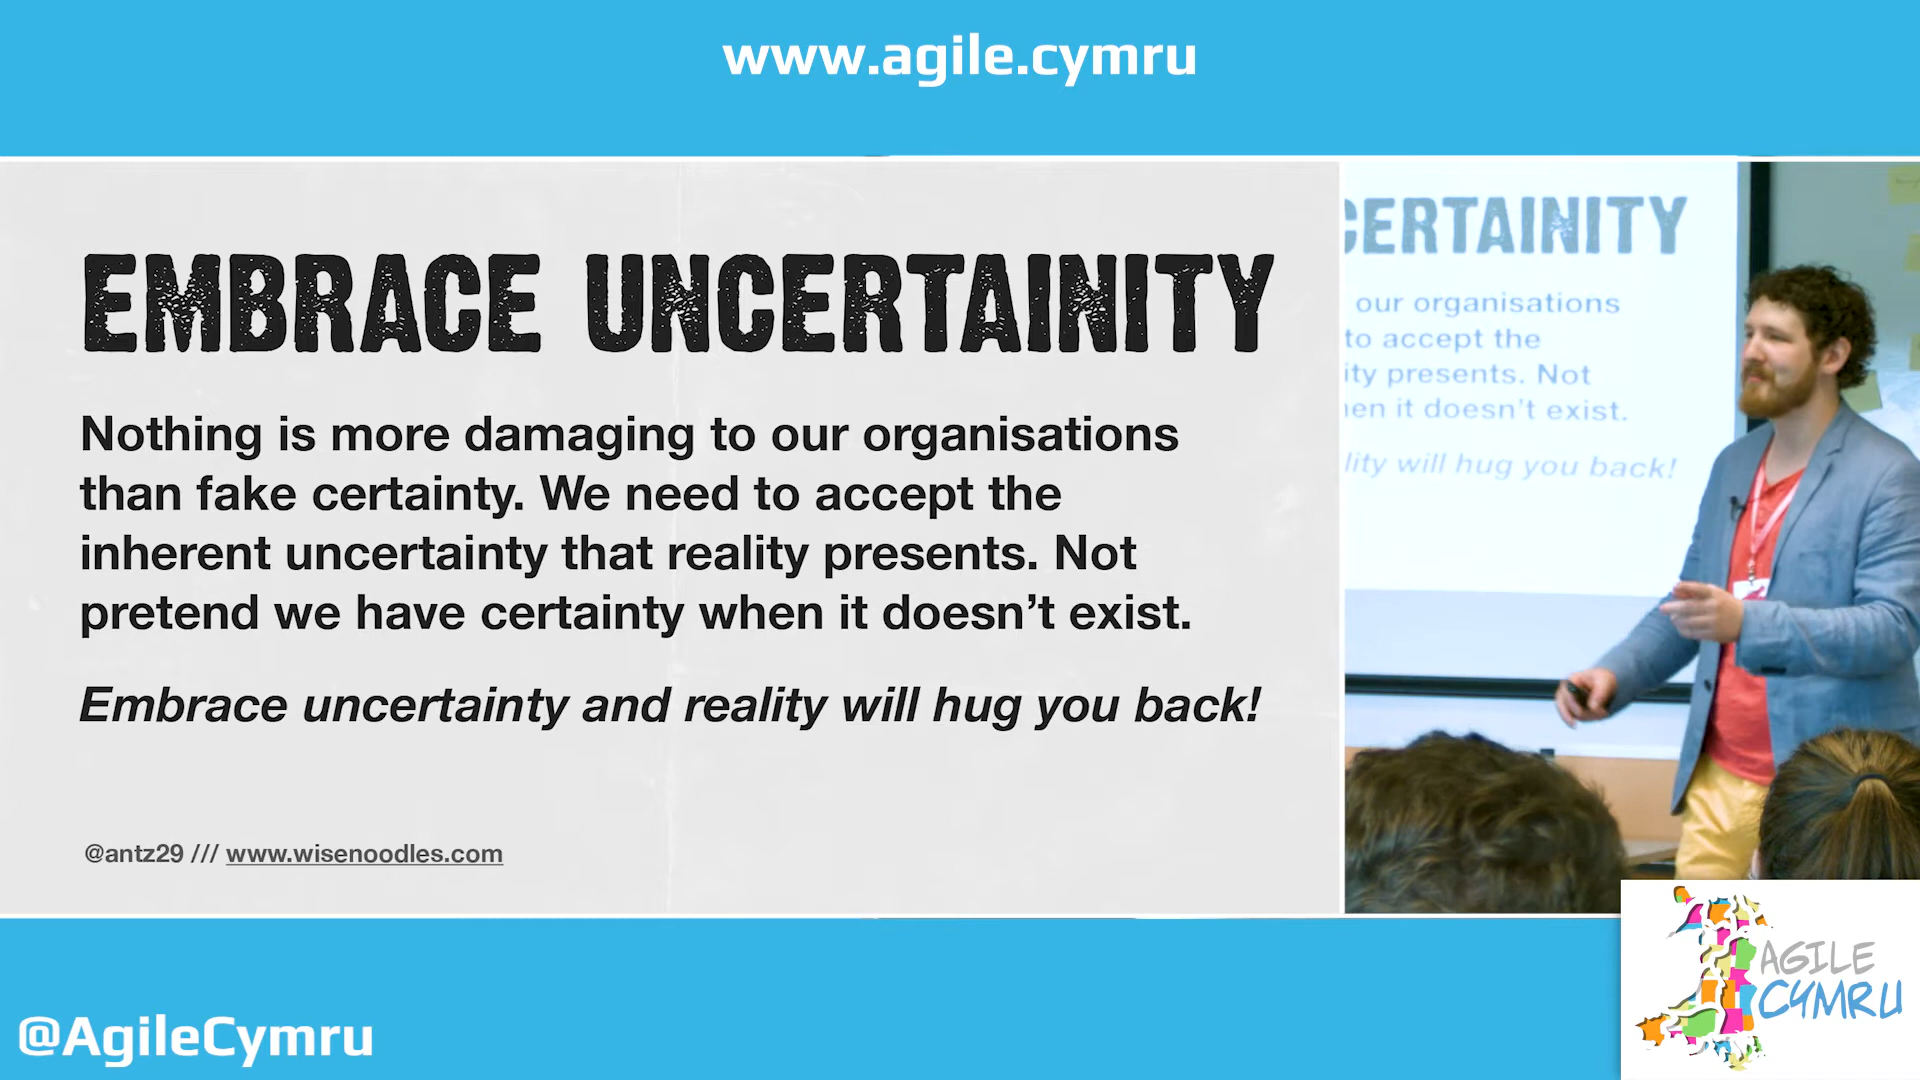 www.agile.cymru
EMBRACE UNCERTAINITY
Nothing is more damaging to our organisations
than fake certainty. We need to accept the
inherent uncertainty that reality presents. Not
pretend we have certainty when it doesn’t exist.
Embrace uncertainty and reality will hug you back!
@antz29 /// www.wisenoodles.com
CERTAINITY
our organisations
to accept the
ity presents. Not
en it doesn’t exist.
lity will hug you back!
@AgileCymru
AGILE
CYMRU